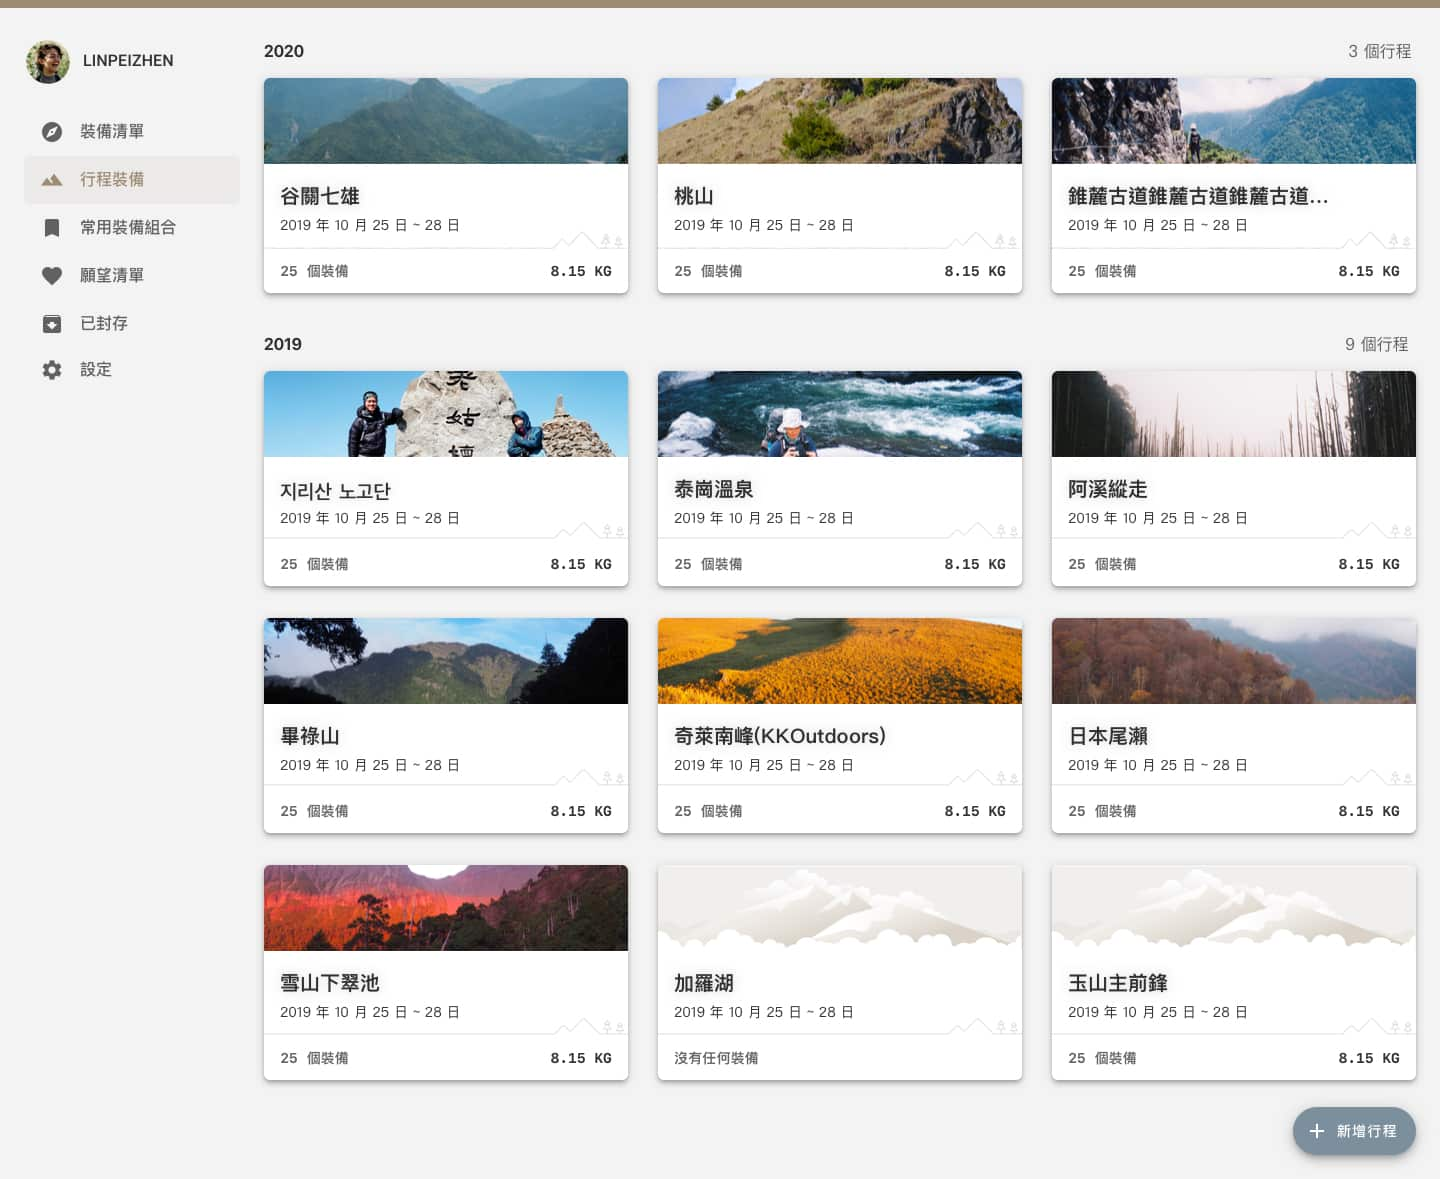 LINPEIZHEN
裝備清單
行程裝備
常用裝備組合
願望清單
已封存
設定
2020
3 個行程
谷關七雄
2019 年 10 月 25 日 ~ 28 日
25 個裝備
8.15 KG
桃山
2019 年 10 月 25 日 ~ 28 日
25 個裝備
8.15 KG
錐麓古道錐麓古道錐麓古道...
2019 年 10 月 25 日 ~ 28 日
25 個裝備
8.15 KG
2019
9 個行程
老
姑
壇
지리산 노고단
2019 年 10 月 25 日 ~ 28 日
25 個裝備
8.15 KG
泰崗溫泉
2019 年 10 月 25 日 ~ 28 日
25 個裝備
8.15 KG
阿溪縱走
2019 年 10 月 25 日 ~ 28 日
25 個裝備
8.15 KG
畢祿山
2019 年 10 月 25 日 ~ 28 日
25 個裝備
8.15 KG
奇萊南峰(KKOutdoors)
2019 年 10 月 25 日 ~ 28 日
25 個裝備
8.15 KG
日本尾瀨
2019 年 10 月 25 日 ~ 28 日
25 個裝備
8.15 KG
雪山下翠池
2019 年 10 月 25 日 ~ 28 日
25 個裝備
8.15 KG
加羅湖
2019 年 10 月 25 日 ~ 28 日
沒有任何裝備
玉山主前鋒
2019 年 10 月 25 日 ~ 28 日
25 個裝備
8.15 KG
新增行程